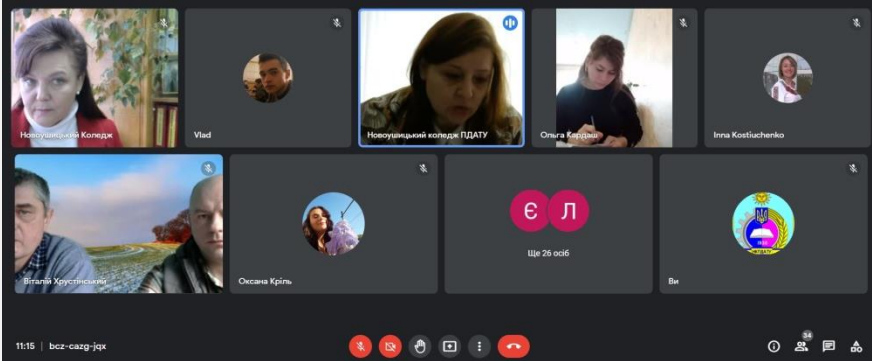 Новоушицький Коледж
Vlad
Новоушицький коледж ПДАТУ
Ольга Кардаш
Inna Kostiuchenko
Віталій Хрустінський
Оксана Кріль
Є Л
Ще 26 осіб
Ви
11:15 | bcz-cazg-jqx
34